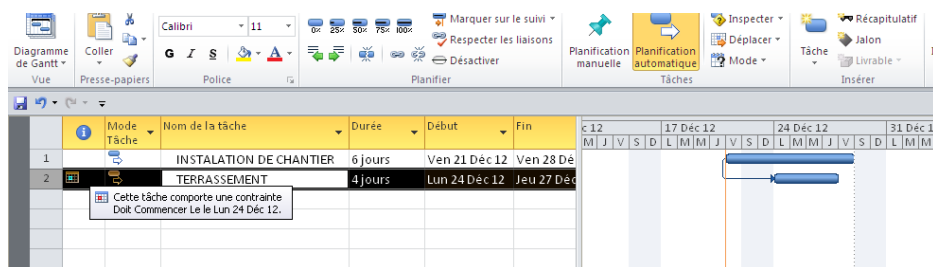 Calibri 11
0% 25% 50% 75% 100%
Marquer sur le suivi
Respecter les liaisons
Désactiver
Inspecter
Déplacer
Mode
Récapitulatif
Jalon
Livrable
Diagramme de Gantt
Coller
G I S A
Planification manuelle
Planification automatique
Tâche
Vue
Presse-papiers
Police
Planifier
Tâches
Insérer
Mode Tâche
Nom de la tâche
Durée
Début
Fin
c 12 17 Déc 12 24 Déc 12 31 Déc 1
M J V S D L M M J V S D L M M J V S D L M M
1 INSTALATION DE CHANTIER 6 jours Ven 21 Déc 12 Ven 28 Dé
2 TERRASSEMENT 4 jours Lun 24 Déc 12 Jeu 27 Déc
Cette tâche comporte une contrainte
Doit Commencer Le le Lun 24 Déc 12.